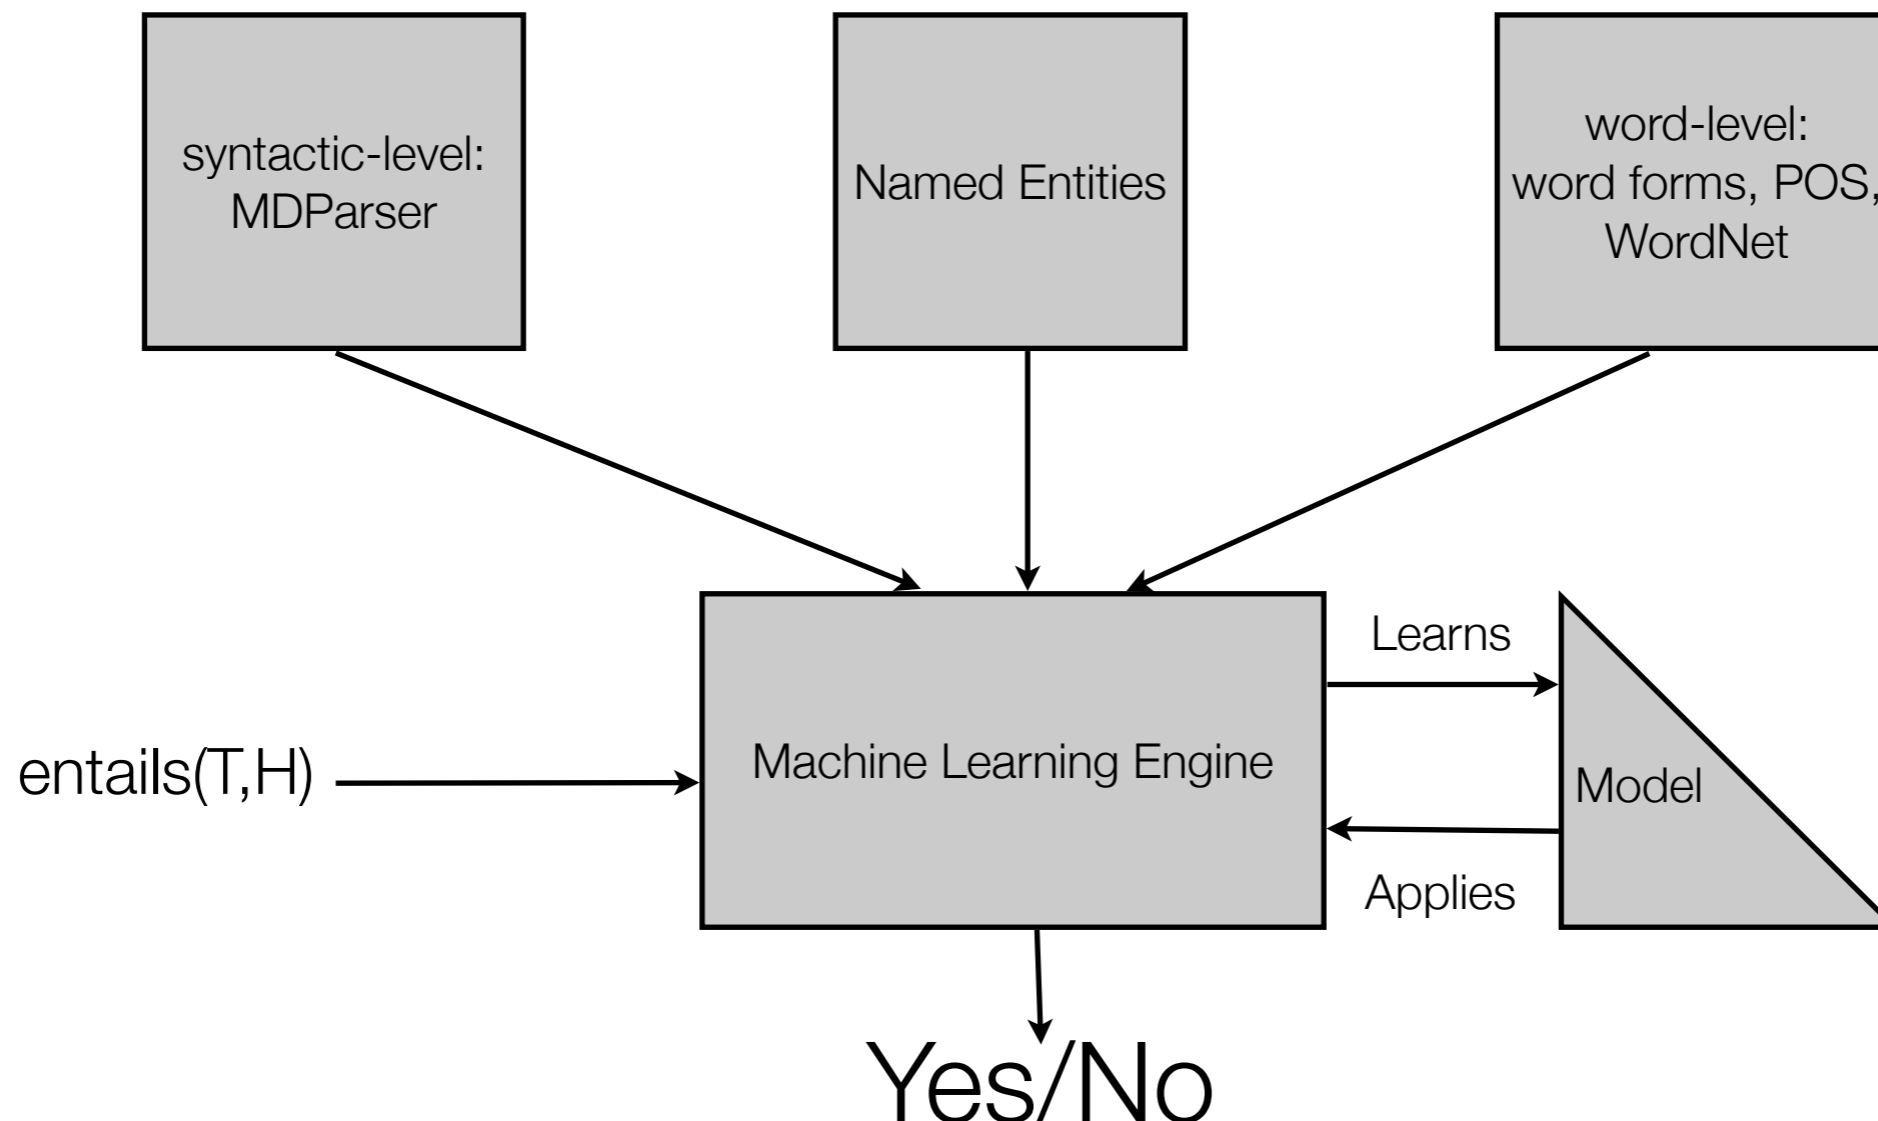 syntactic-level:
MDParser
Named Entities
word-level:
word forms, POS,
WordNet
Learns
entails(T,H)
Machine Learning Engine
Model
Applies
Yes/No